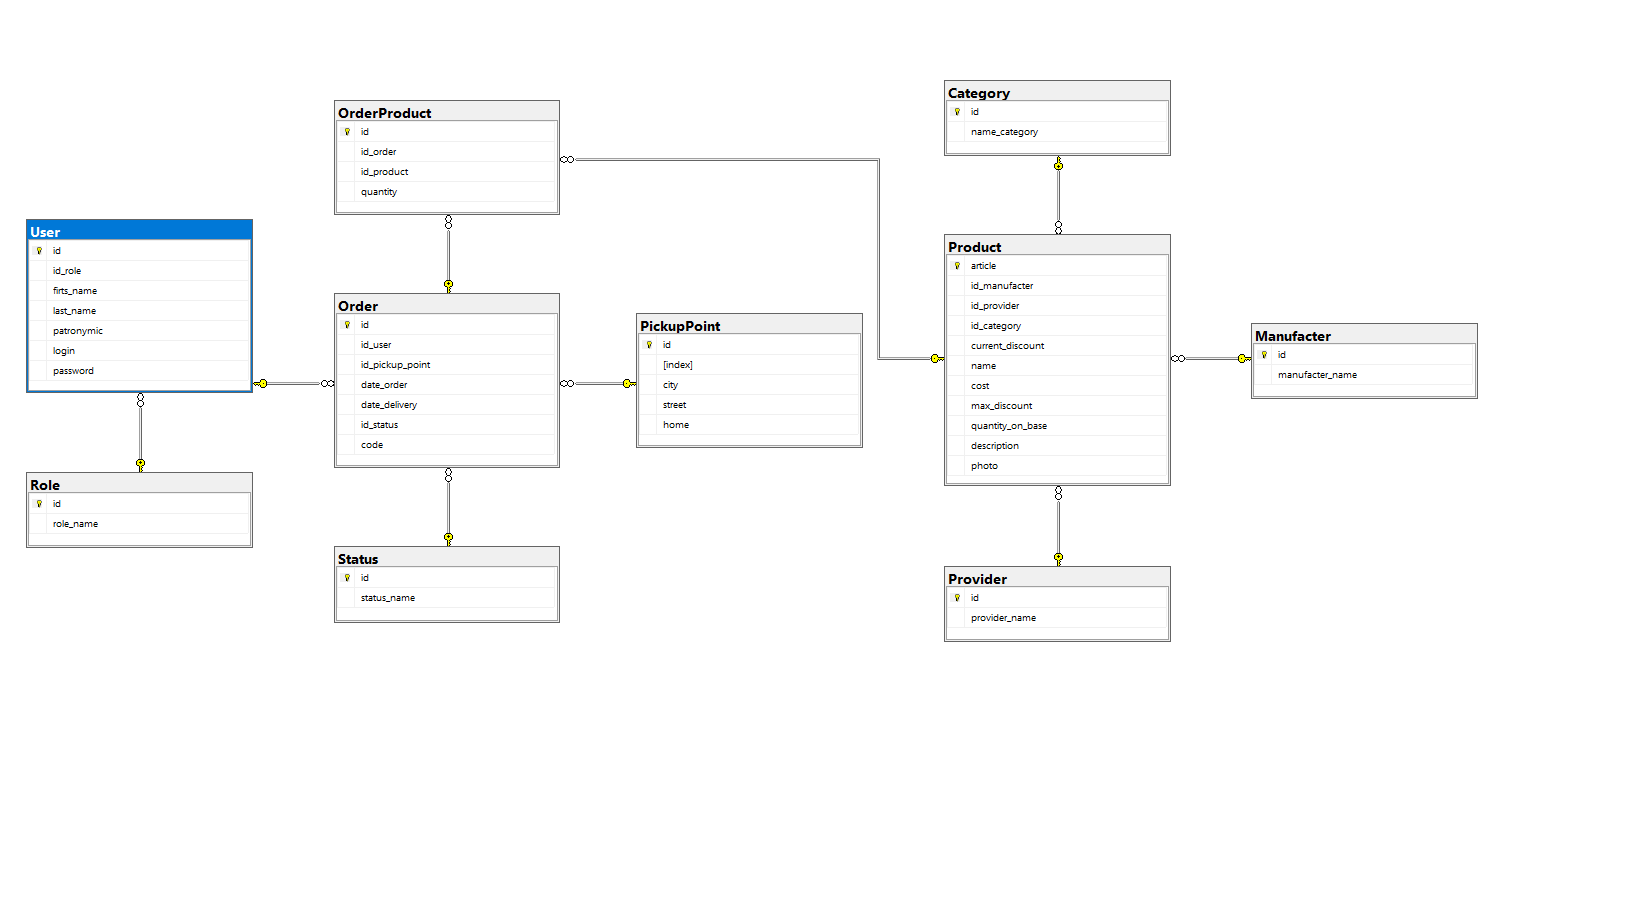 User
id
id_role
firts_name
last_name
patronymic
login
password
Role
id
role_name
OrderProduct
id
id_order
id_product
quantity
Order
id
id_user
id_pickup_point
date_order
date_delivery
id_status
code
Status
id
status_name
PickupPoint
id
[index]
city
street
home
Category
id
name_category
Product
article
id_manufacter
id_provider
id_category
current_discount
name
cost
max_discount
quantity_on_base
description
photo
Provider
id
provider_name
Manufacter
id
manufacter_name